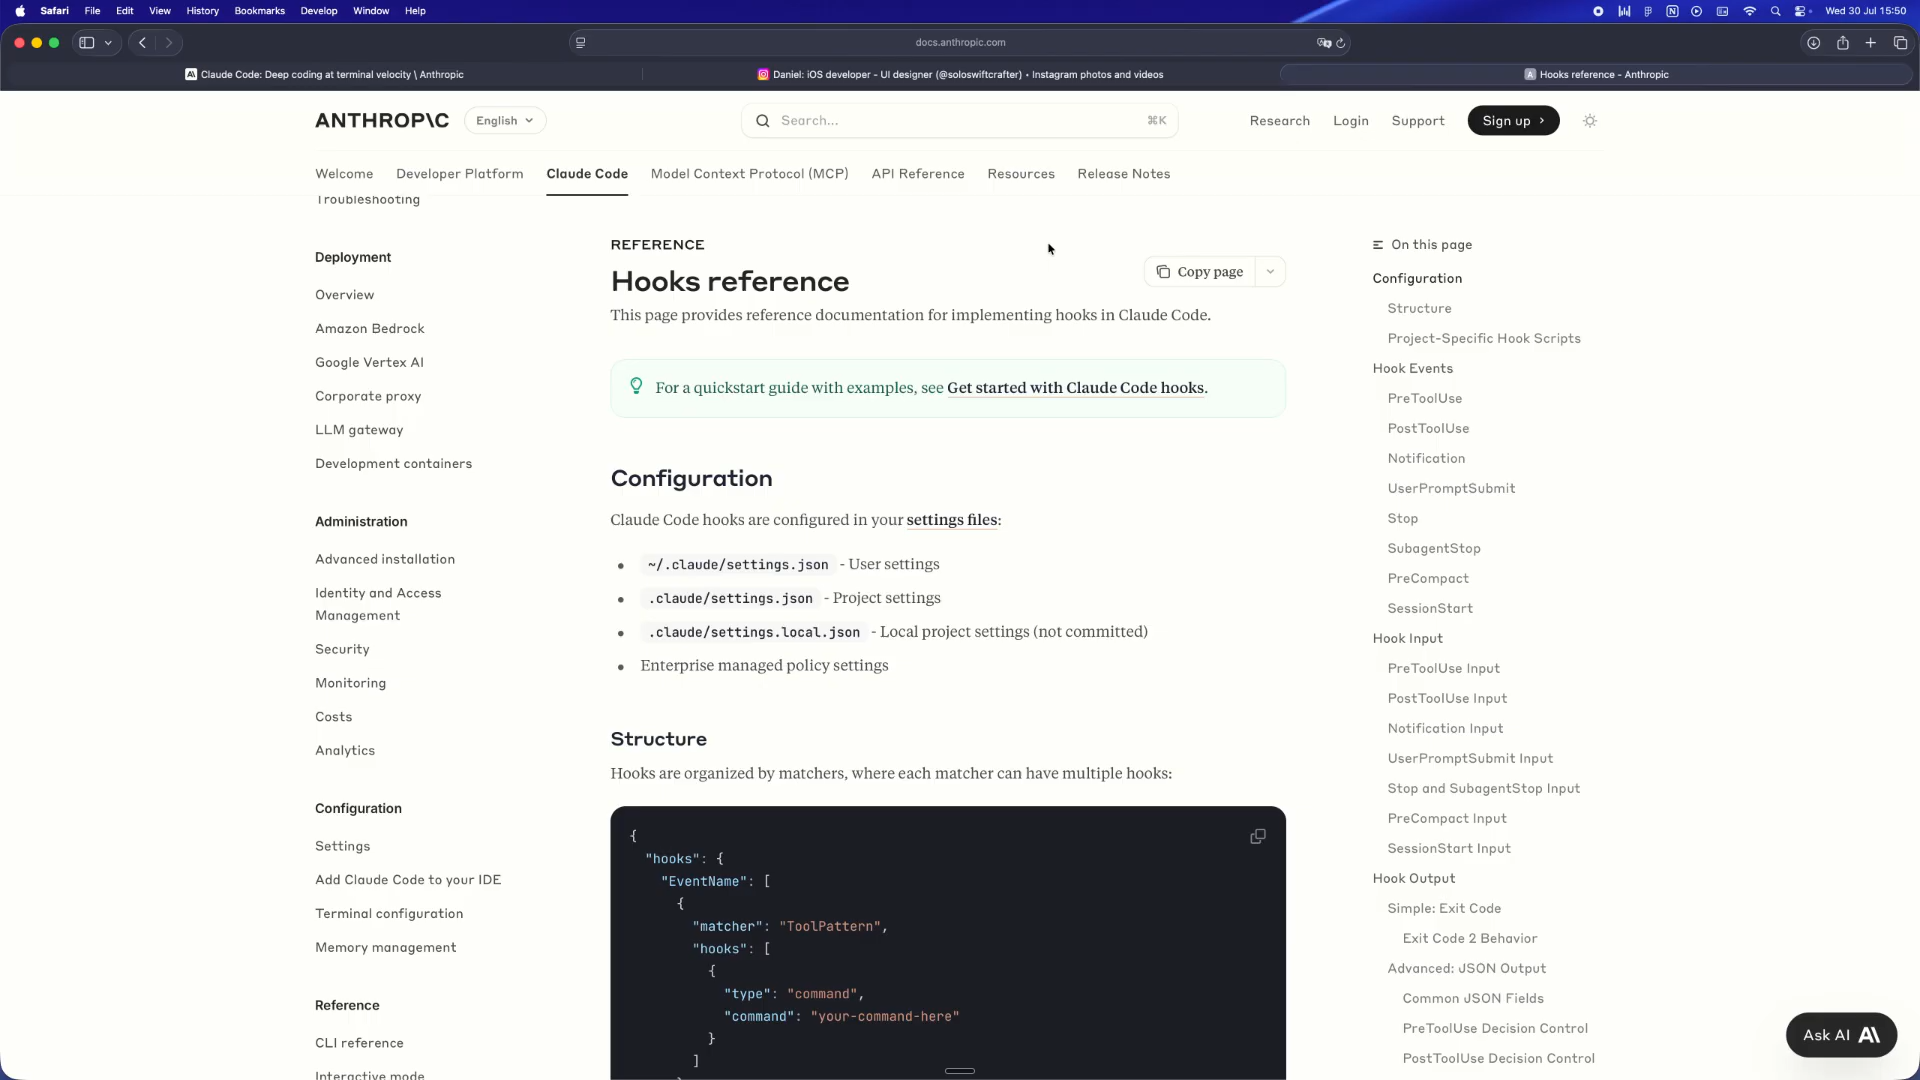 Safari File Edit View History Bookmarks Develop Window Help
Wed 30 Jul 15:50
docs.anthropic.com
Claude Code: Deep coding at terminal velocity \ Anthropic
Daniel: iOS developer - UI designer (@soloswiftcrafter) • Instagram photos and videos
Hooks reference - Anthropic
ANTHROP\C
English
Search...
⌘K
Research
Login
Support
Sign up
Welcome
Developer Platform
Claude Code
Model Context Protocol (MCP)
API Reference
Resources
Release Notes
Troubleshooting
Deployment
Overview
Amazon Bedrock
Google Vertex AI
Corporate proxy
LLM gateway
Development containers
Administration
Advanced installation
Identity and Access
Management
Security
Monitoring
Costs
Analytics
Configuration
Settings
Add Claude Code to your IDE
Terminal configuration
Memory management
Reference
CLI reference
Interactive mode
REFERENCE
Hooks reference
Copy page
This page provides reference documentation for implementing hooks in Claude Code.
For a quickstart guide with examples, see Get started with Claude Code hooks.
Configuration
Claude Code hooks are configured in your settings files:
~/.claude/settings.json - User settings
.claude/settings.json - Project settings
.claude/settings.local.json - Local project settings (not committed)
Enterprise managed policy settings
Structure
Hooks are organized by matchers, where each matcher can have multiple hooks:
{
"hooks": {
"EventName": [
{
"matcher": "ToolPattern",
"hooks": [
{
"type": "command",
"command": "your-command-here"
}
]
On this page
Configuration
Structure
Project-Specific Hook Scripts
Hook Events
PreToolUse
PostToolUse
Notification
UserPromptSubmit
Stop
SubagentStop
PreCompact
SessionStart
Hook Input
PreToolUse Input
PostToolUse Input
Notification Input
UserPromptSubmit Input
Stop and SubagentStop Input
PreCompact Input
SessionStart Input
Hook Output
Simple: Exit Code
Exit Code 2 Behavior
Advanced: JSON Output
Common JSON Fields
PreToolUse Decision Control
PostToolUse Decision Control
Ask AI